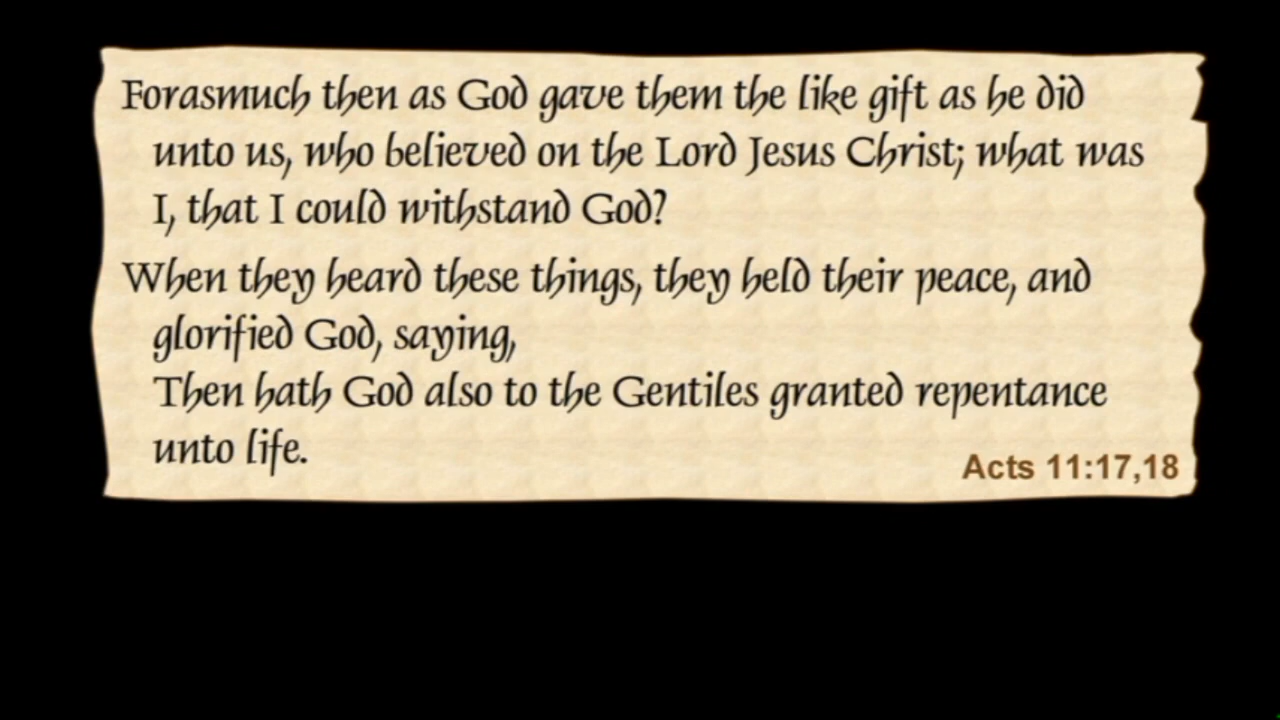 Forasmuch then as God gave them the like gift as he did
unto us, who believed on the Lord Jesus Christ; what was
I, that I could withstand God?
When they heard these things, they held their peace, and
glorified God, saying,
Then hath God also to the Gentiles granted repentance
unto life.
Acts 11:17,18